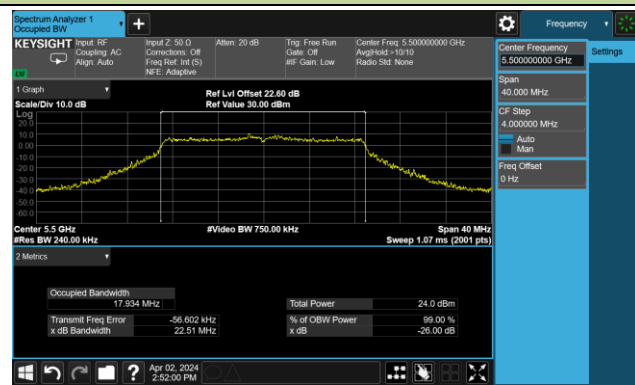 Spectrum Analyzer 1
Occupied BW
+
Frequency
KEYSIGHT
Input: RF
Coupling: AC
Align: Auto
Input Z: 50 Ω
Corrections: Off
Freq Ref: Int (S)
NFE: Adaptive
Atten: 20 dB
Trig: Free Run
Gate: Off
#IF Gain: Low
Center Freq: 5.500000000 GHz
Avg|Hold:>10/10
Radio Std: None
Center Frequency
5.500000000 GHz
Settings
Span
40.000 MHz
CF Step
4.000000 MHz
Auto
Man
Freq Offset
0 Hz
1 Graph
Scale/Div 10.0 dB
Ref Lvl Offset 22.60 dB
Ref Value 30.00 dBm
Log
20.0
10.0
0.00
-10.0
-20.0
-30.0
-40.0
-50.0
-60.0
Center 5.5 GHz
#Res BW 240.00 kHz
#Video BW 750.00 kHz
Span 40 MHz
Sweep 1.07 ms (2001 pts)
2 Metrics
Occupied Bandwidth
17.934 MHz
Total Power 24.0 dBm
Transmit Freq Error -56.602 kHz
% of OBW Power 99.00 %
x dB Bandwidth 22.51 MHz
x dB -26.00 dB
?
Apr 02, 2024
2:52:00 PM